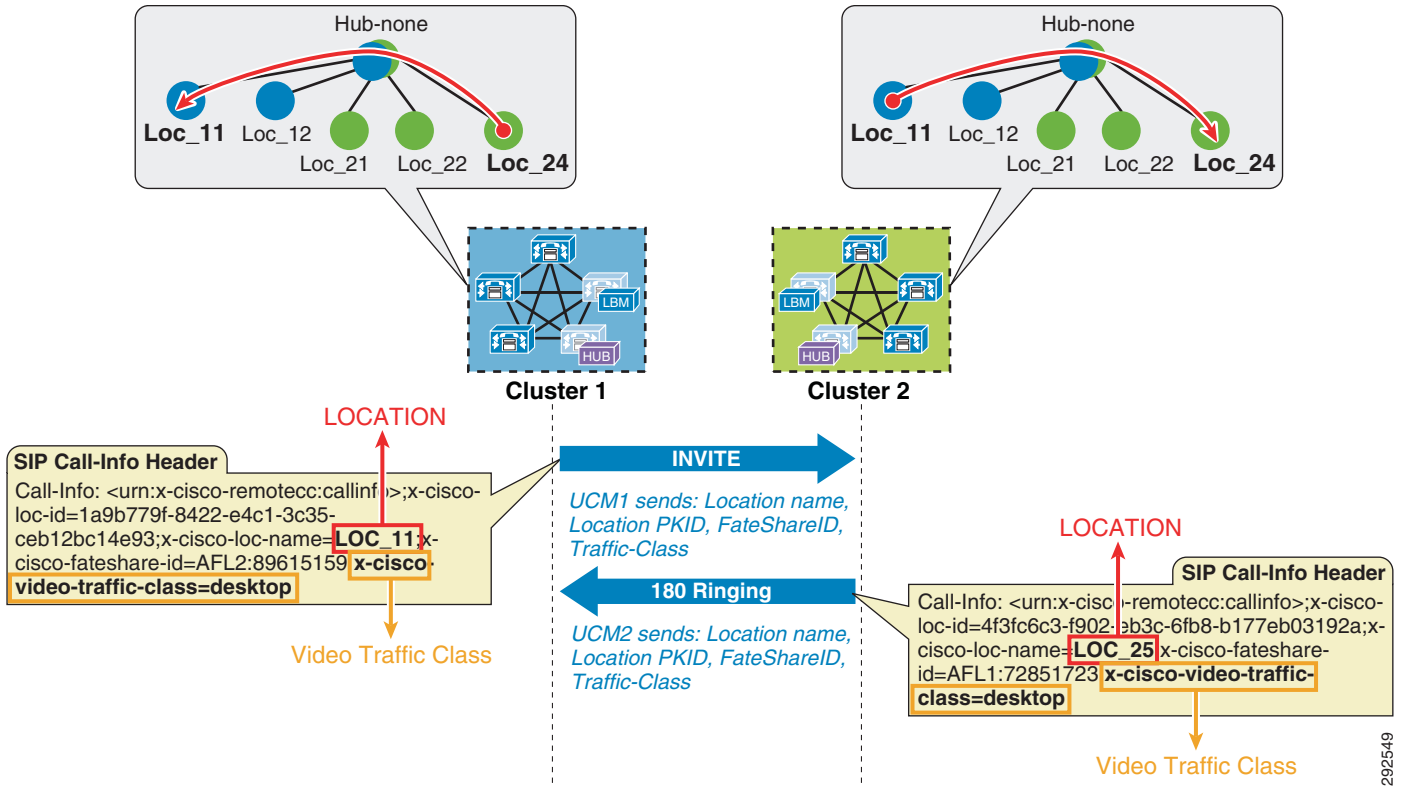 Hub-none
Loc_11
Loc_12
Loc_21
Loc_22
Loc_24
Hub-none
Loc_11
Loc_12
Loc_21
Loc_22
Loc_24
LBM
HUB
LBM
HUB
Cluster 1
Cluster 2
LOCATION
SIP Call-Info Header
Call-Info: <urn:x-cisco-remotecc:callinfo>;x-cisco-
loc-id=1a9b779f-8422-e4c1-3c35-
ceb12bc14e93;x-cisco-loc-name=LOC_11;x-
cisco-fateshare-id=AFL2:89615159 x-cisco-
video-traffic-class=desktop
Video Traffic Class
INVITE
UCM1 sends: Location name,
Location PKID, FateShareID,
Traffic-Class
180 Ringing
UCM2 sends: Location name,
Location PKID, FateShareID,
Traffic-Class
LOCATION
SIP Call-Info Header
Call-Info: <urn:x-cisco-remotecc:callinfo>;x-cisco-
loc-id=4f3fc6c3-f902-eb3c-6fb8-b177eb03192a;x-
cisco-loc-name=LOC_25 x-cisco-fateshare-
id=AFL1:72851723 x-cisco-video-traffic-
class=desktop
Video Traffic Class
292549